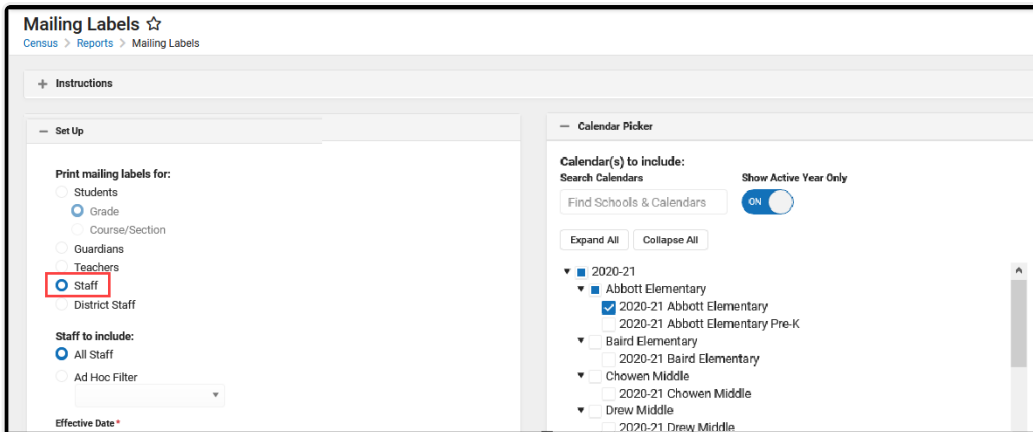 Mailing Labels
Census > Reports > Mailing Labels
+ Instructions
− Set Up
Print mailing labels for:
Students
Grade
Course/Section
Guardians
Teachers
Staff
District Staff
Staff to include:
All Staff
Ad Hoc Filter
Effective Date*
− Calendar Picker
Calendar(s) to include:
Search Calendars
Show Active Year Only
Find Schools & Calendars
ON
Expand All
Collapse All
2020-21
Abbott Elementary
2020-21 Abbott Elementary
2020-21 Abbott Elementary Pre-K
Baird Elementary
2020-21 Baird Elementary
Chowen Middle
2020-21 Chowen Middle
Drew Middle
2020-21 Drew Middle